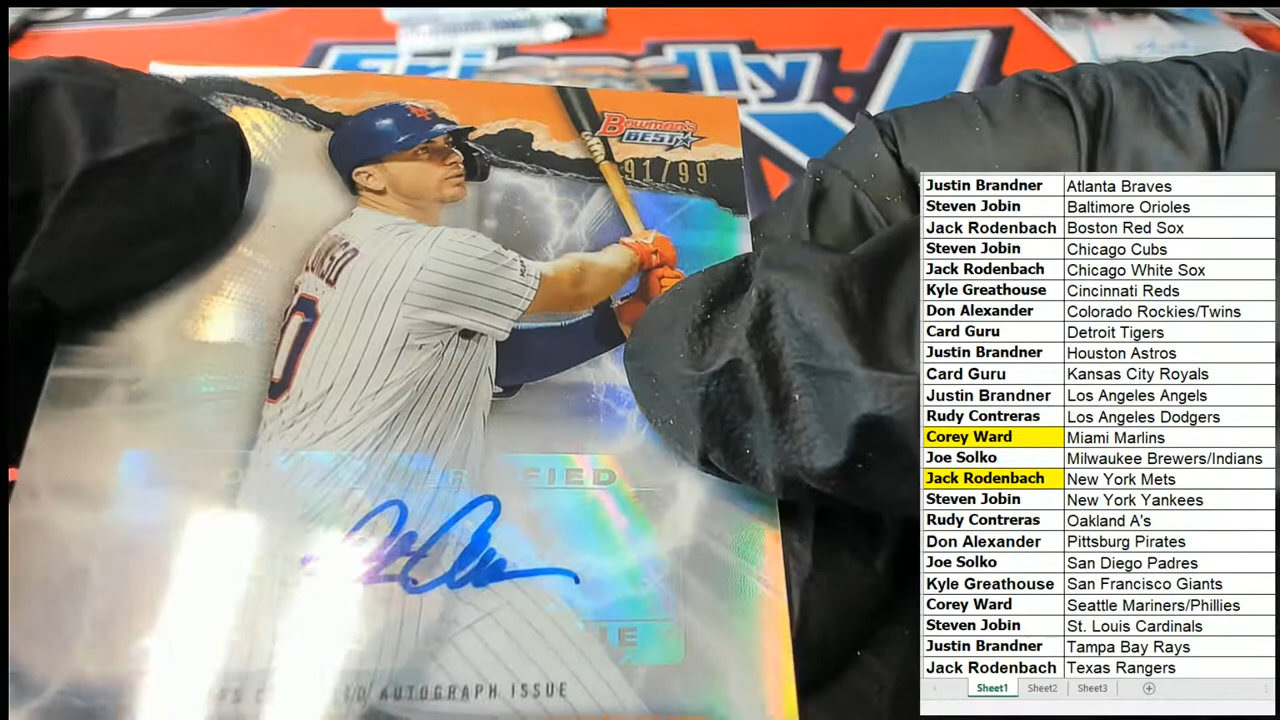 Friendly
BOWMAN'S
BEST
91/99
FIED
AUTOGRAPH ISSUE
Justin Brandner Atlanta Braves
Steven Jobin Baltimore Orioles
Jack Rodenbach Boston Red Sox
Steven Jobin Chicago Cubs
Jack Rodenbach Chicago White Sox
Kyle Greathouse Cincinnati Reds
Don Alexander Colorado Rockies/Twins
Card Guru Detroit Tigers
Justin Brandner Houston Astros
Card Guru Kansas City Royals
Justin Brandner Los Angeles Angels
Rudy Contreras Los Angeles Dodgers
Corey Ward Miami Marlins
Joe Solko Milwaukee Brewers/Indians
Jack Rodenbach New York Mets
Steven Jobin New York Yankees
Rudy Contreras Oakland A's
Don Alexander Pittsburg Pirates
Joe Solko San Diego Padres
Kyle Greathouse San Francisco Giants
Corey Ward Seattle Mariners/Phillies
Steven Jobin St. Louis Cardinals
Justin Brandner Tampa Bay Rays
Jack Rodenbach Texas Rangers
Sheet1 Sheet2 Sheet3